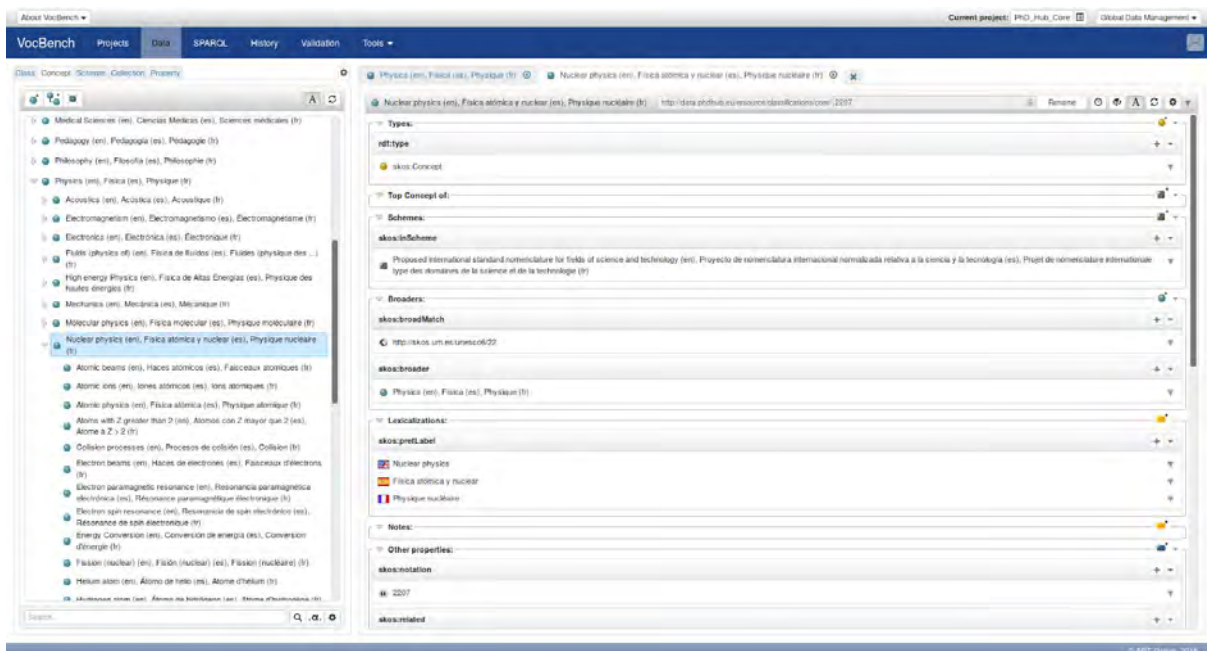 About VocBench
Current project: PhD_Hub_Core
Global Data Management
VocBench Projects Data SPARQL History Validation Tools
Class Concept Scheme Collection Property
Medical Sciences (en), Ciencias Médicas (es), Sciences médicales (fr)
Pedagogy (en), Pedagogía (es), Pédagogie (fr)
Philosophy (en), Filosofía (es), Philosophie (fr)
Physics (en), Física (es), Physique (fr)
Acoustics (en), Acústica (es), Acoustique (fr)
Electromagnetism (en), Electromagnetismo (es), Électromagnétisme (fr)
Electronics (en), Electrónica (es), Électronique (fr)
Fluids (physics of) (en), Física de fluidos (es), Fluides (physique des ...)
(fr)
High energy Physics (en), Física de Altas Energías (es), Physique des
hautes énergies (fr)
Mechanics (en), Mecánica (es), Mécanique (fr)
Molecular physics (en), Física molecular (es), Physique moléculaire (fr)
Nuclear physics (en), Física atómica y nuclear (es), Physique nucléaire
(fr)
Atomic beams (en), Haces atómicos (es), Faisceaux atomiques (fr)
Atomic ions (en), Iones atómicos (es), Ions atomiques (fr)
Atomic physics (en), Física atómica (es), Physique atomique (fr)
Atoms with Z greater than 2 (en), Atomos con Z mayor que 2 (es),
Atome à Z > 2 (fr)
Collision processes (en), Procesos de colisión (es), Collision (fr)
Electron beams (en), Haces de electrones (es), Faisceaux d'électrons
(fr)
Electron paramagnetic resonance (en), Resonancia paramagnética
electrónica (es), Résonance paramagnétique électronique (fr)
Electron spin resonance (en), Resonancia de spin electrónico (es),
Résonance de spin électronique (fr)
Energy Conversion (en), Conversión de energía (es), Conversion
d'énergie (fr)
Fission (nuclear) (en), Fisión (nuclear) (es), Fission (nucléaire) (fr)
Helium atom (en), Átomo de helio (es), Atome d'hélium (fr)
Hydrogen atom (en), Átomo de hidrógeno (es), Atome d'hydrogène (fr)
Search...
Physics (en), Física (es), Physique (fr)
Nuclear physics (en), Física atómica y nuclear (es), Physique nucléaire (fr)
Nuclear physics (en), Física atómica y nuclear (es), Physique nucléaire (fr)
Rename
Types:
rdf:type
skos:Concept
Top Concept of:
Schemes:
skos:inScheme
Proposed international standard nomenclature for fields of science and technology (en), Proyecto de nomenclatura internacional normalizada relativa a la ciencia y la tecnología (es), Projet de nomenclature internationale
type des domaines de la science et de la technologie (fr)
Broaders:
skos:broadMatch
http://skos.um.es/unesco6/22
skos:broader
Physics (en), Física (es), Physique (fr)
Lexicalizations:
skos:prefLabel
Nuclear physics
Física atómica y nuclear
Physique nucléaire
Notes:
Other properties:
skos:notation
2207
skos:related